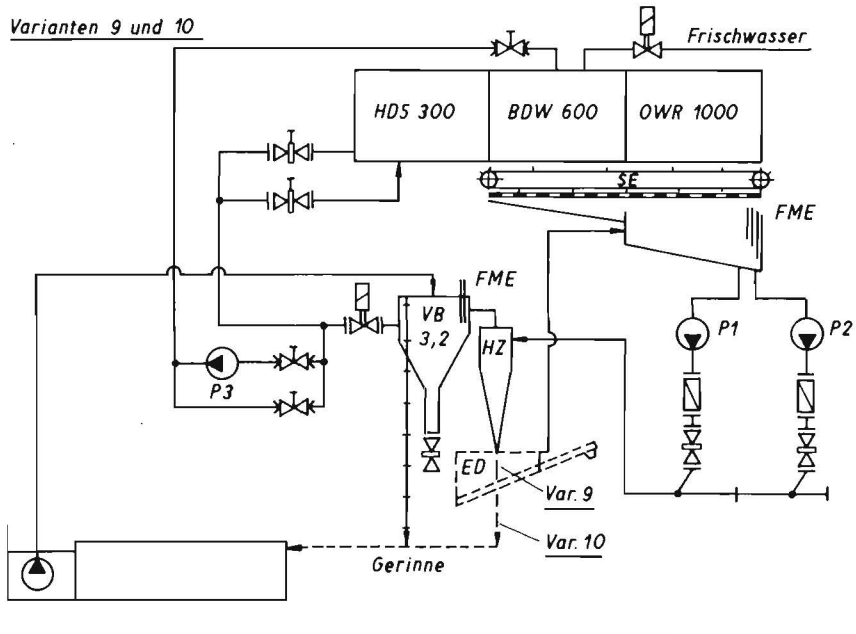 Varianten 9 und 10
Frischwasser
HDS 300
BDW 600
OWR 1000
SE
FME
FME
VB
3,2
HZ
P1
P2
P3
ED
Var. 9
Var. 10
Gerinne